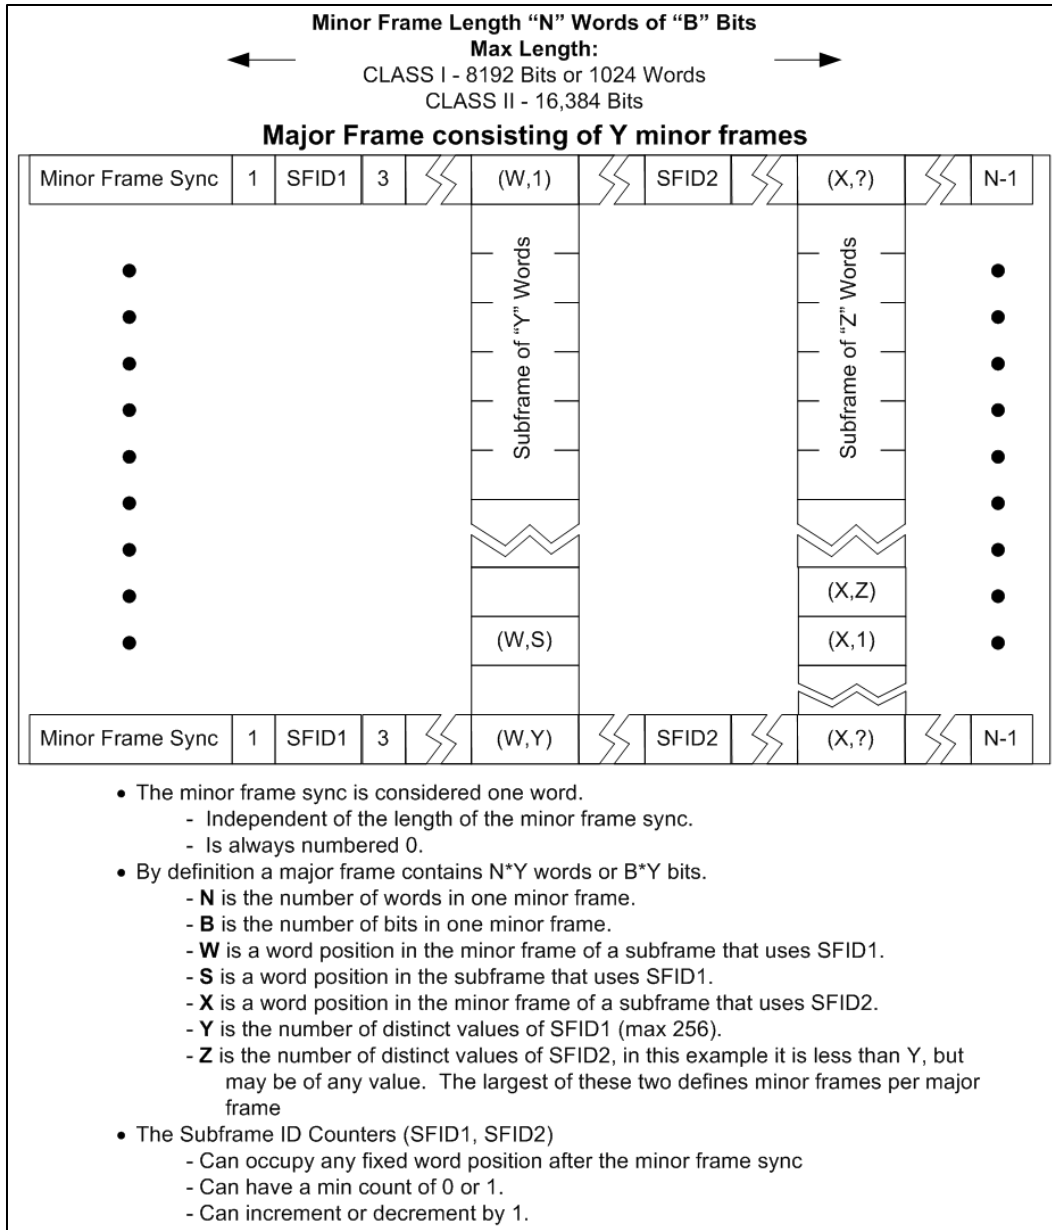 Minor Frame Length “N” Words of “B” Bits
Max Length:
CLASS I - 8192 Bits or 1024 Words
CLASS II - 16,384 Bits
Major Frame consisting of Y minor frames
Minor Frame Sync 1 SFID1 3 (W,1) SFID2 (X,?) N-1
Subframe of “Y” Words
Subframe of “Z” Words
(X,Z)
(W,S) (X,1)
Minor Frame Sync 1 SFID1 3 (W,Y) SFID2 (X,?) N-1
• The minor frame sync is considered one word.
- Independent of the length of the minor frame sync.
- Is always numbered 0.
• By definition a major frame contains N*Y words or B*Y bits.
- N is the number of words in one minor frame.
- B is the number of bits in one minor frame.
- W is a word position in the minor frame of a subframe that uses SFID1.
- S is a word position in the subframe that uses SFID1.
- X is a word position in the minor frame of a subframe that uses SFID2.
- Y is the number of distinct values of SFID1 (max 256).
- Z is the number of distinct values of SFID2, in this example it is less than Y, but
may be of any value. The largest of these two defines minor frames per major
frame
• The Subframe ID Counters (SFID1, SFID2)
- Can occupy any fixed word position after the minor frame sync
- Can have a min count of 0 or 1.
- Can increment or decrement by 1.